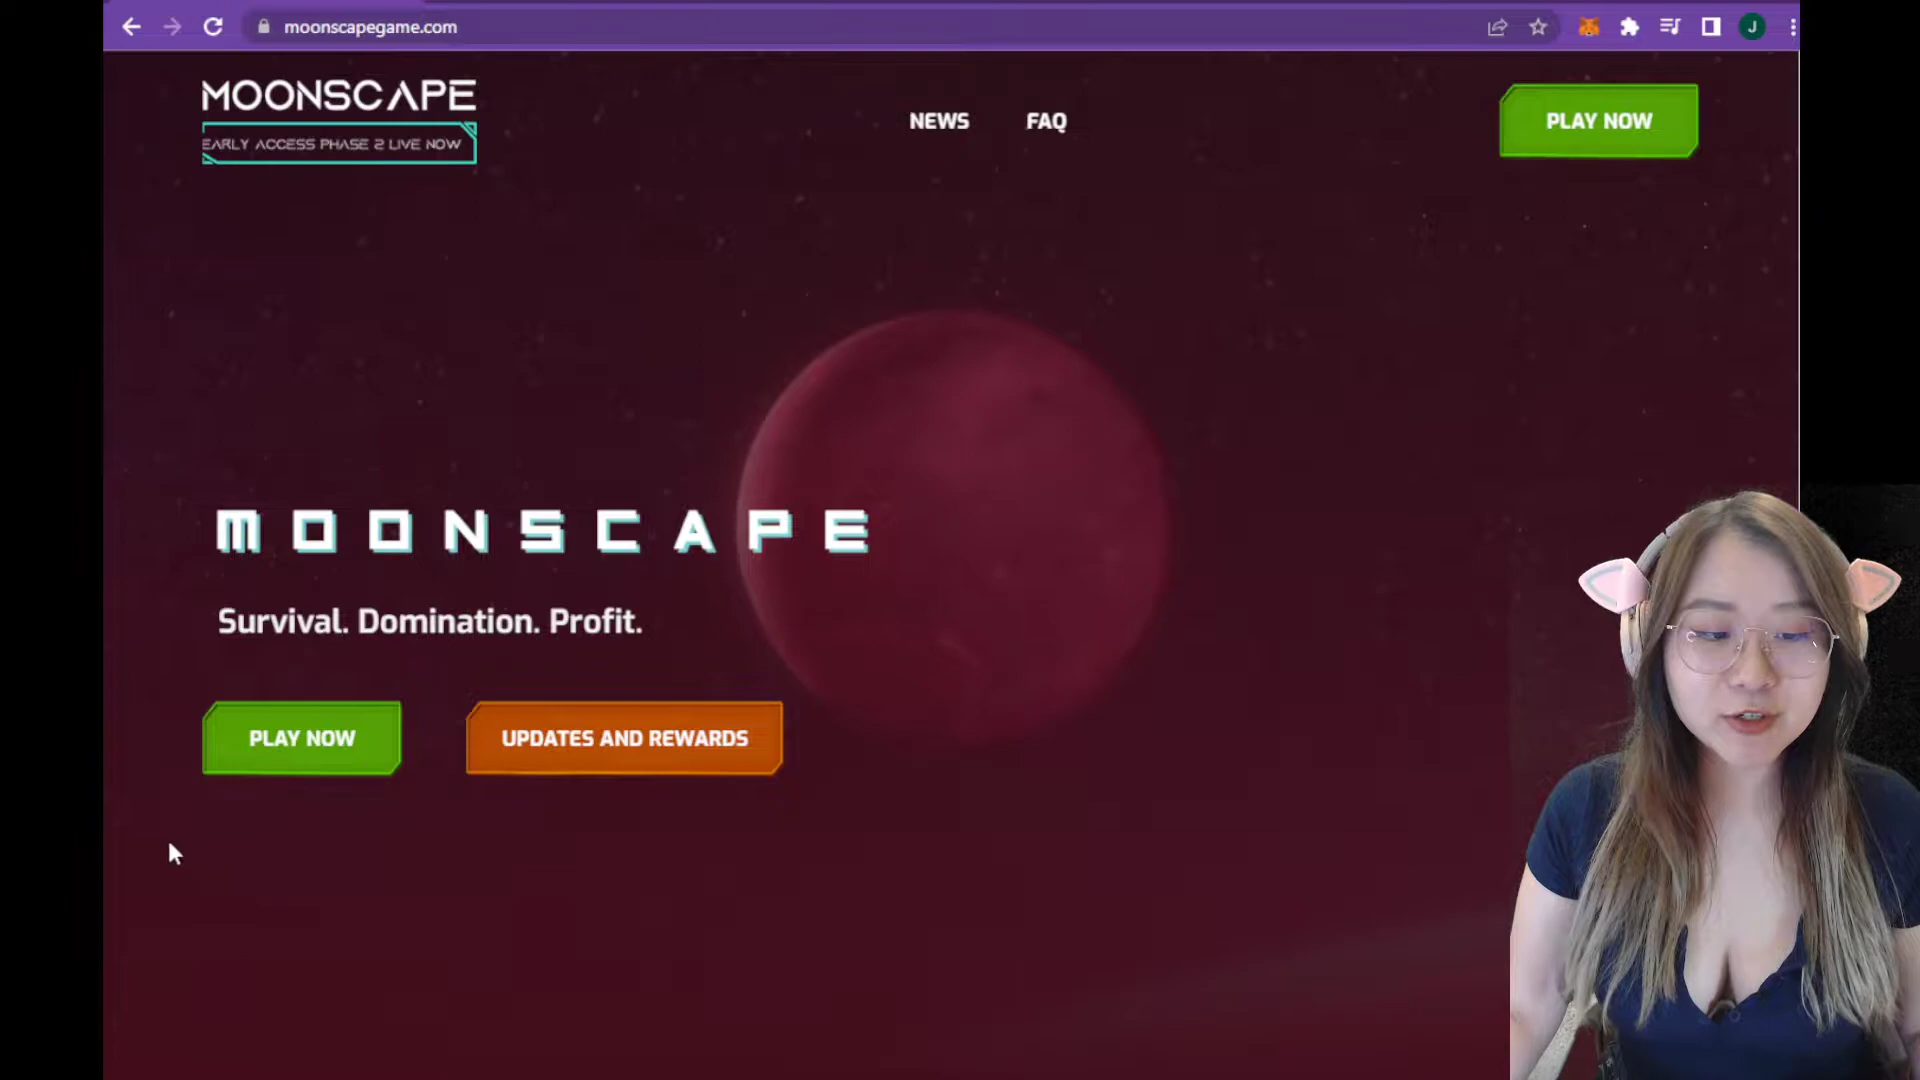 moonscapegame.com
J
MOONSCAPE
EARLY ACCESS PHASE 2 LIVE NOW
NEWS
FAQ
PLAY NOW
MOONSCAPE
Survival. Domination. Profit.
PLAY NOW
UPDATES AND REWARDS